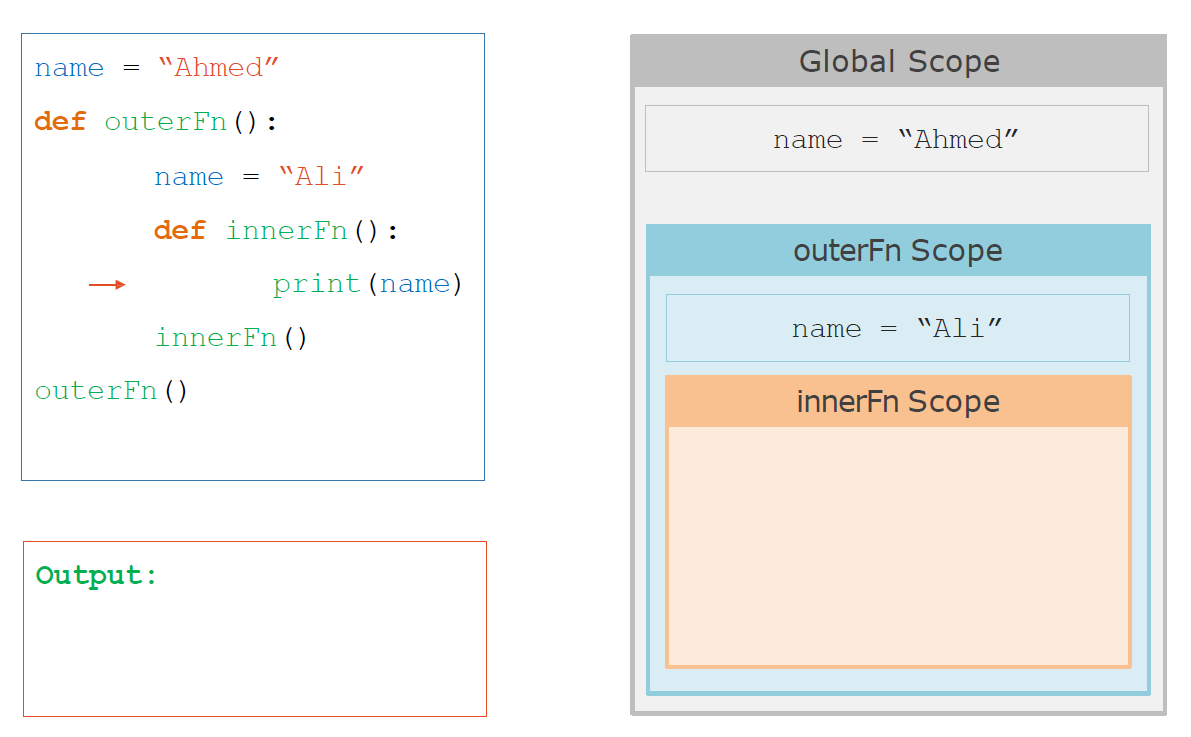 name = “Ahmed”
def outerFn():
name = “Ali”
def innerFn():
print(name)
innerFn()
outerFn()
Output:
Global Scope
name = “Ahmed”
outerFn Scope
name = “Ali”
innerFn Scope